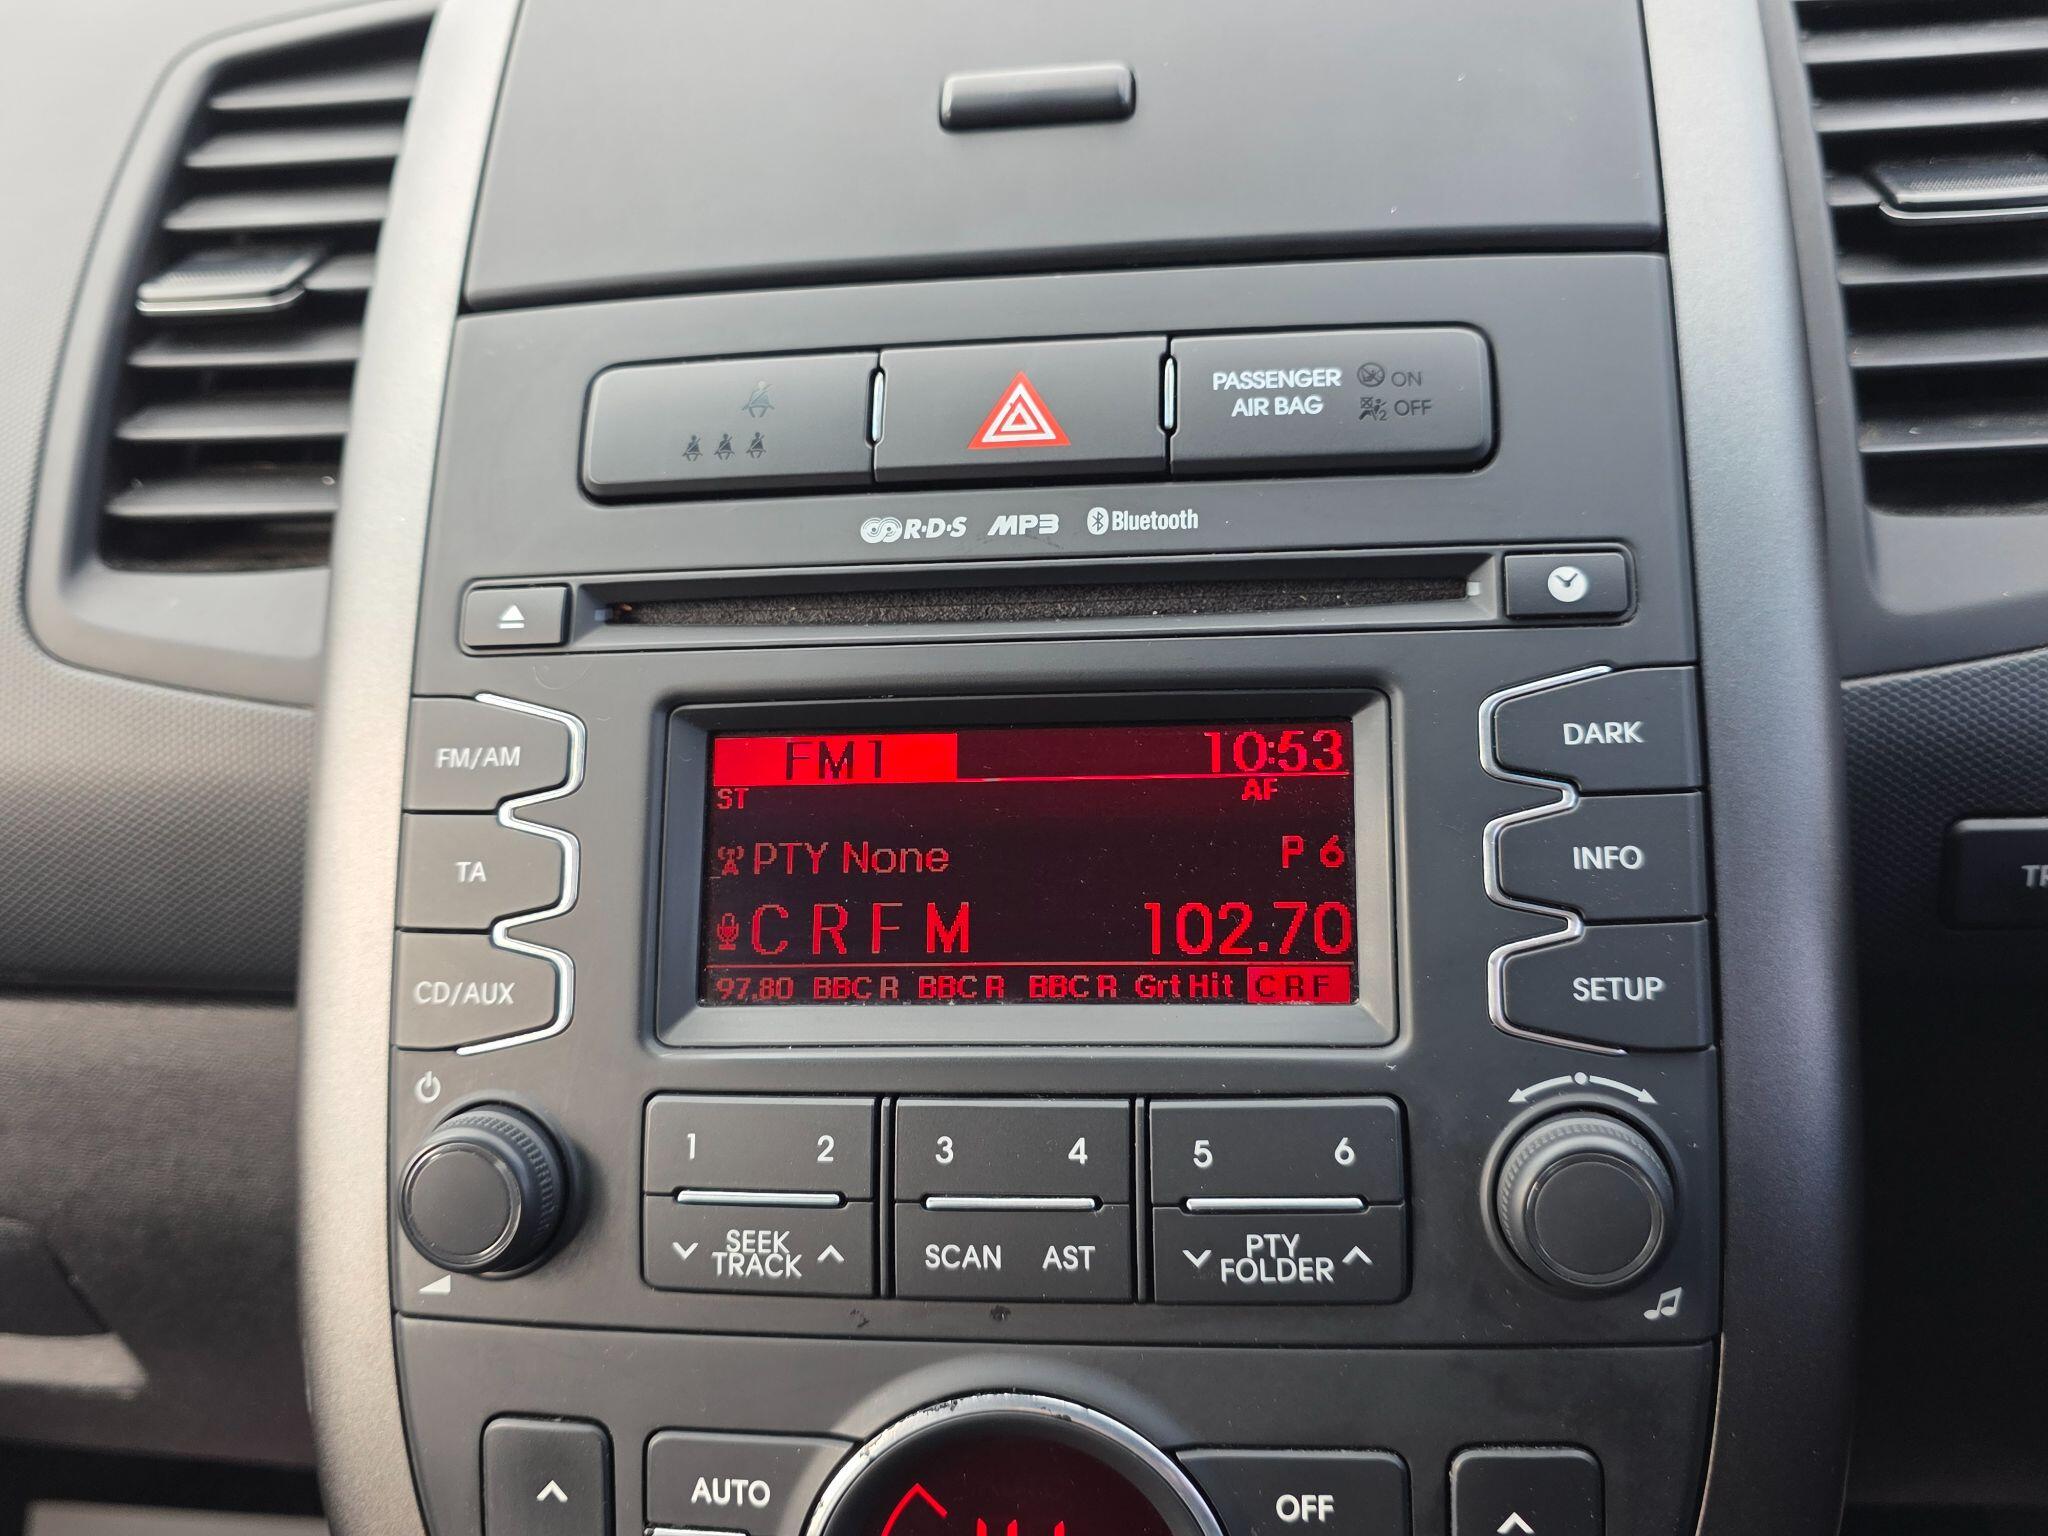 PASSENGER ON
AIR BAG OFF
R·D·S MP3 Bluetooth
FM/AM
TA
CD/AUX
FM1 10:53
ST AF
PTY None P 6
C R F M 102.70
97.80 BBC R BBC R BBC R Grt Hit C R F
DARK
INFO
SETUP
1 2 3 4 5 6
SEEK
TRACK
SCAN AST
PTY
FOLDER
AUTO OFF